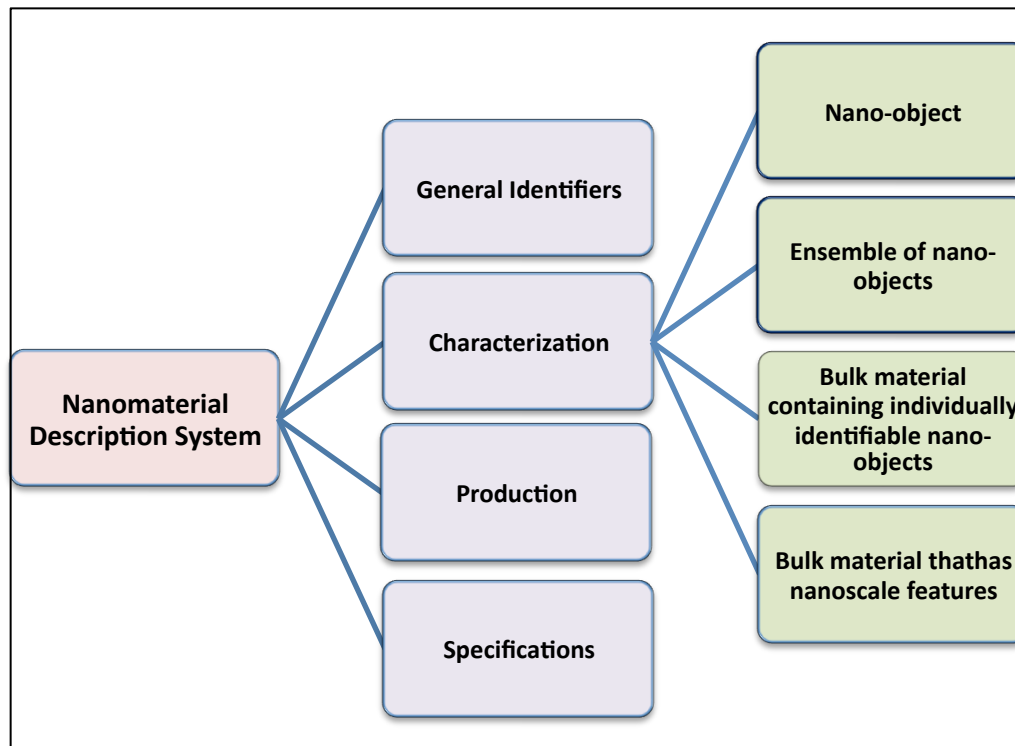 Nanomaterial
Description System
General Identifiers
Characterization
Production
Specifications
Nano-object
Ensemble of nano-
objects
Bulk material
containing individually
identifiable nano-
objects
Bulk material thathas
nanoscale features